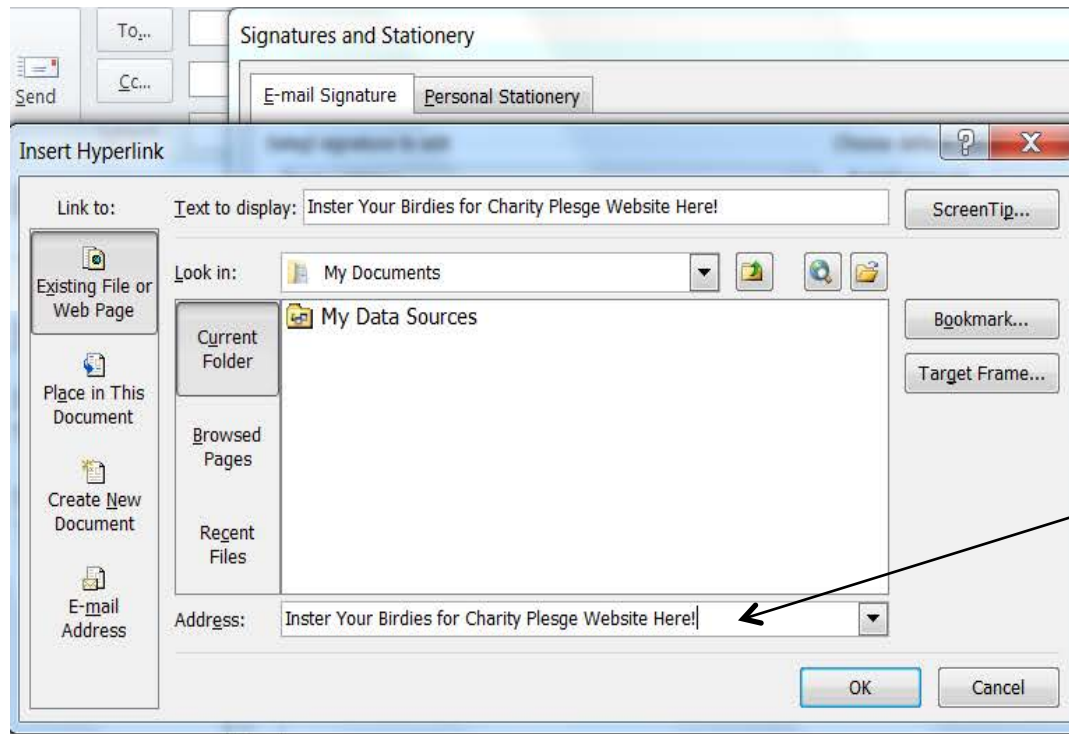 To...
Send
Cc...
Signatures and Stationery
E-mail Signature
Personal Stationery
Insert Hyperlink
Link to:
Text to display: Inster Your Birdies for Charity Plesge Website Here!
ScreenTip...
Existing File or
Web Page
Look in:
My Documents
Current
Folder
My Data Sources
Bookmark...
Target Frame...
Place in This
Document
Browsed
Pages
Create New
Document
Recent
Files
E-mail
Address
Address:
Inster Your Birdies for Charity Plesge Website Here!
OK
Cancel